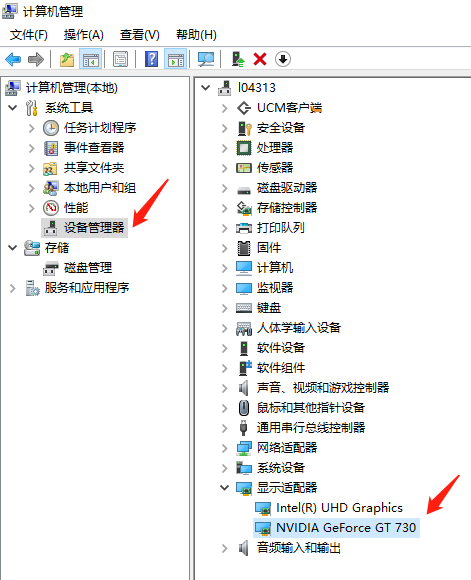 计算机管理
文件(F) 操作(A) 查看(V) 帮助(H)
计算机管理(本地)
系统工具
任务计划程序
事件查看器
共享文件夹
本地用户和组
性能
设备管理器
存储
磁盘管理
服务和应用程序
l04313
UCM客户端
安全设备
处理器
传感器
磁盘驱动器
存储控制器
打印队列
固件
计算机
监视器
键盘
人体学输入设备
软件设备
软件组件
声音、视频和游戏控制器
鼠标和其他指针设备
通用串行总线控制器
网络适配器
系统设备
显示适配器
Intel(R) UHD Graphics
NVIDIA GeForce GT 730
音频输入和输出